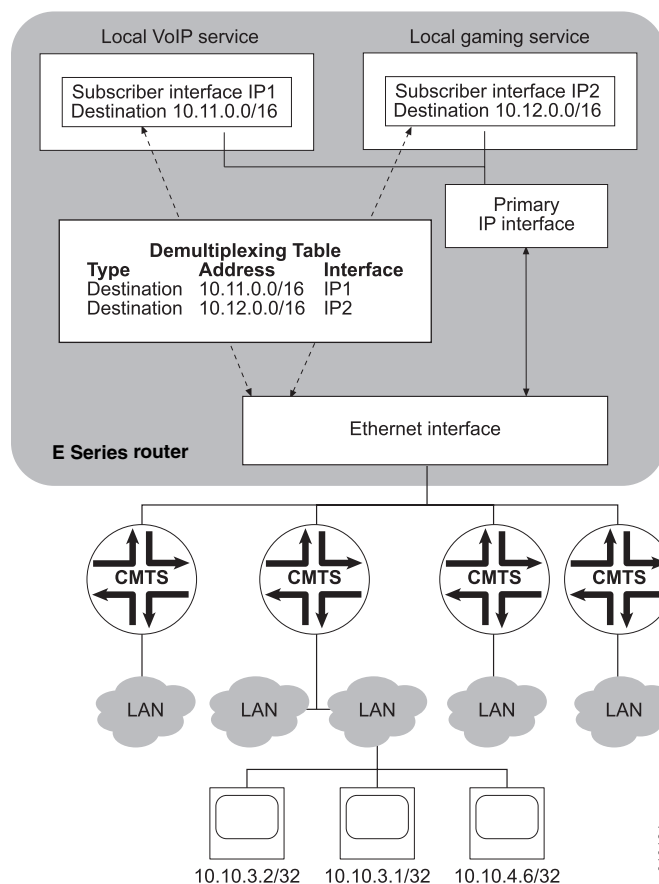 Local VoIP service
Local gaming service
Subscriber interface IP1
Destination 10.11.0.0/16
Subscriber interface IP2
Destination 10.12.0.0/16
Primary
IP interface
Demultiplexing Table
Type Address Interface
Destination 10.11.0.0/16 IP1
Destination 10.12.0.0/16 IP2
Ethernet interface
E Series router
CMTS
CMTS
CMTS
CMTS
LAN
LAN
LAN
LAN
LAN
10.10.3.2/32
10.10.3.1/32
10.10.4.6/32